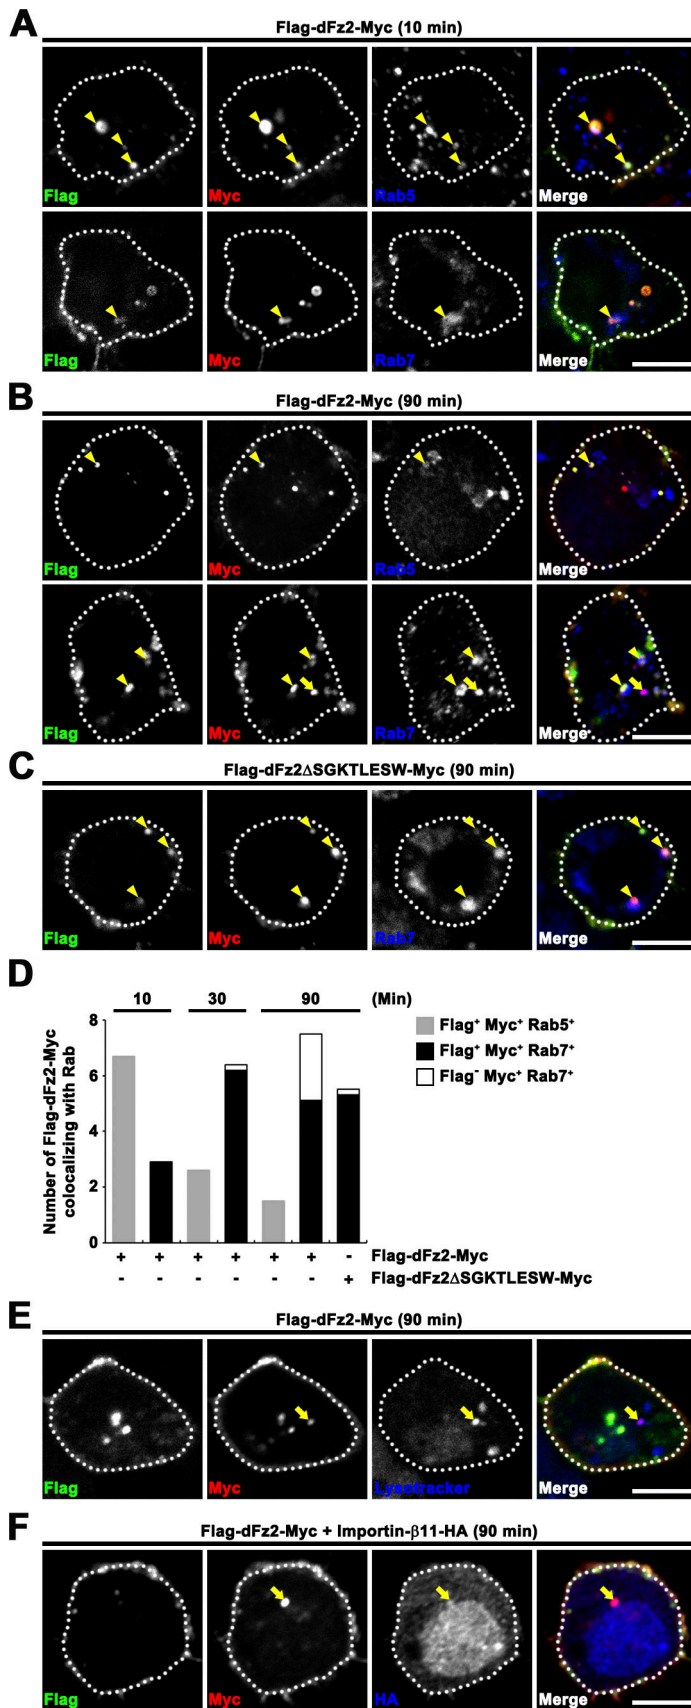 A
Flag-dFz2-Myc (10 min)
Flag
Myc
Rab5
Merge
Flag
Myc
Rab7
Merge
B
Flag-dFz2-Myc (90 min)
Flag
Myc
Rab5
Merge
Flag
Myc
Rab7
Merge
C
Flag-dFz2ΔSGKTLESW-Myc (90 min)
Flag
Myc
Rab7
Merge
D
10 30 90 (Min)
Number of Flag-dFz2-Myc
colocalizing with Rab
8
6
4
2
0
Flag⁺ Myc⁺ Rab5⁺
Flag⁺ Myc⁺ Rab7⁺
Flag⁻ Myc⁺ Rab7⁺
+ + + + + + - Flag-dFz2-Myc
- - - - - - + Flag-dFz2ΔSGKTLESW-Myc
E
Flag-dFz2-Myc (90 min)
Flag
Myc
Lysotracker
Merge
F
Flag-dFz2-Myc + Importin-β11-HA (90 min)
Flag
Myc
HA
Merge